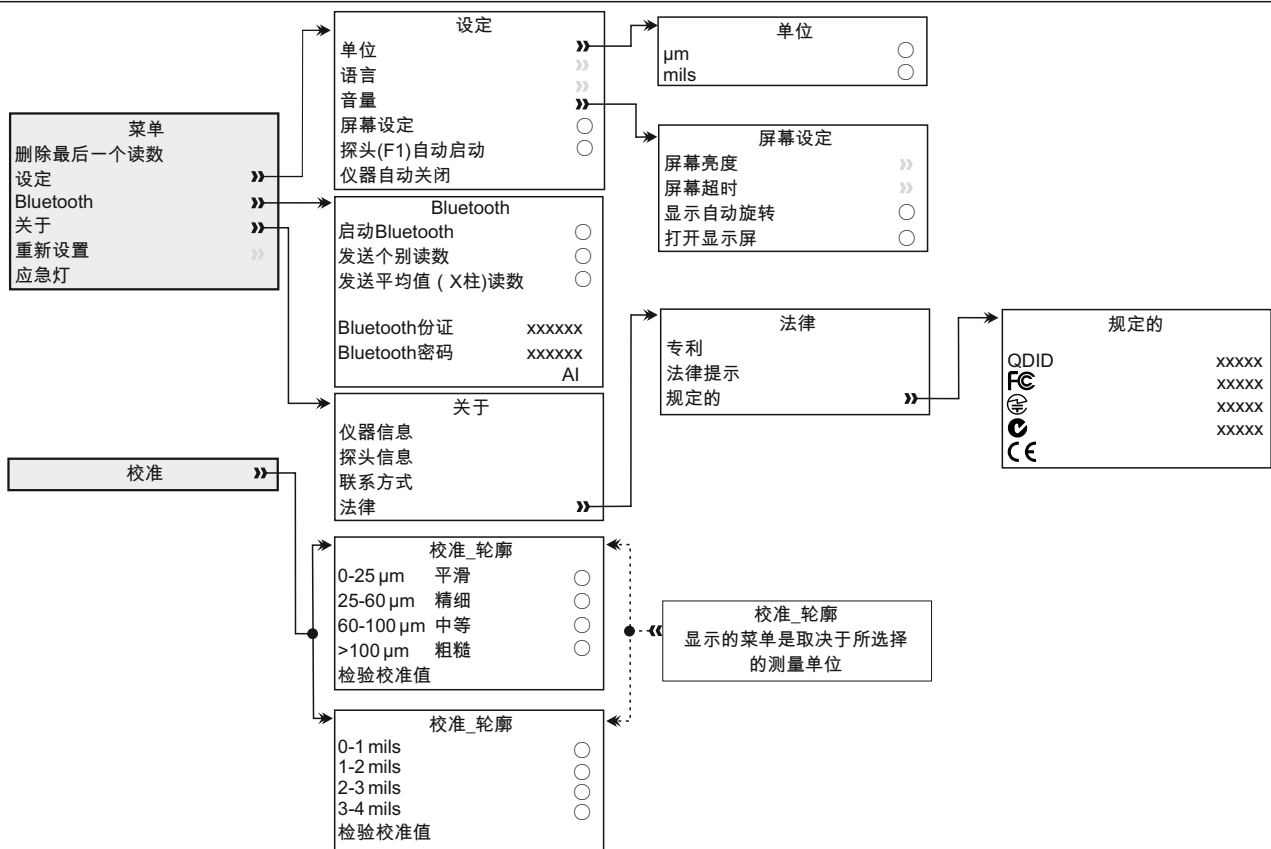 菜单
删除最后一个读数
设定
Bluetooth
关于
重新设置
应急灯
设定
单位
语言
音量
屏幕设定
探头(F1)自动启动
仪器自动关闭
单位
µm
mils
屏幕设定
屏幕亮度
屏幕超时
显示自动旋转
打开显示屏
Bluetooth
启动Bluetooth
发送个别读数
发送平均值 ( X柱)读数
Bluetooth份证 xxxxxx
Bluetooth密码 xxxxxx
AI
关于
仪器信息
探头信息
联系方式
法律
法律
专利
法律提示
规定的
规定的
QDID xxxxx
FC xxxxx
xxxxx
xxxxx
CE
校准
校准_轮廓
0-25 µm 平滑
25-60 µm 精细
60-100 µm 中等
>100 µm 粗糙
检验校准值
校准_轮廓
显示的菜单是取决于所选择
的测量单位
校准_轮廓
0-1 mils
1-2 mils
2-3 mils
3-4 mils
检验校准值